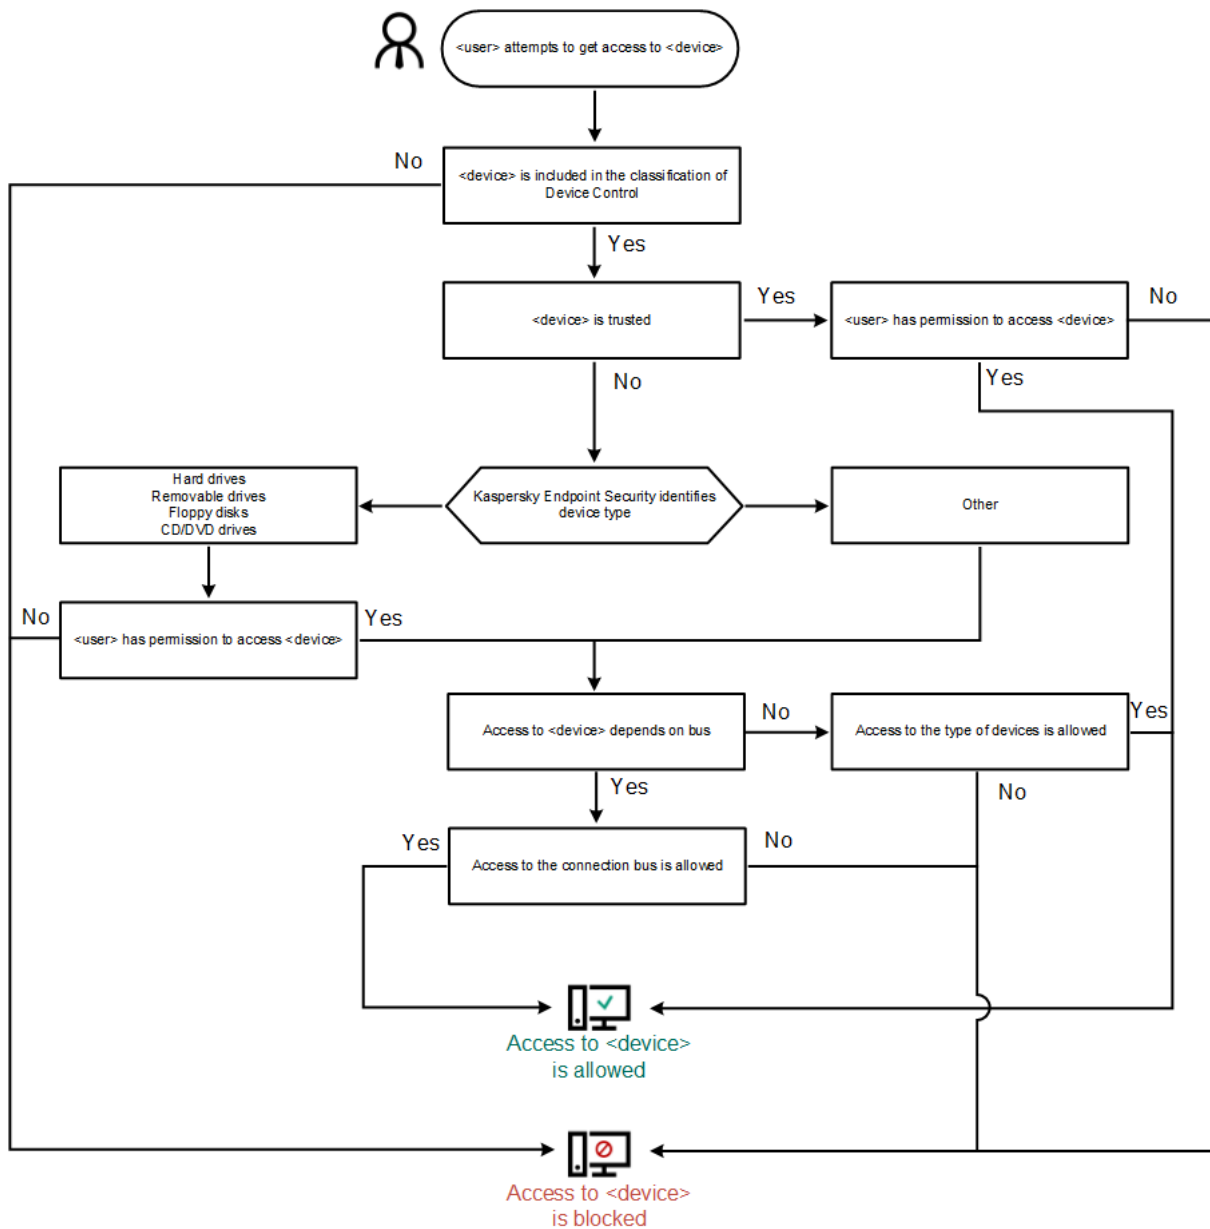 <user> attempts to get access to <device>
No
<device> is included in the classification of
Device Control
Yes
<device> is trusted
Yes
<user> has permission to access <device>
No
No
Yes
Hard drives
Removable drives
Floppy disks
CD/DVD drives
Kaspersky Endpoint Security identifies
device type
Other
No
<user> has permission to access <device>
Yes
Access to <device> depends on bus
No
Access to the type of devices is allowed
Yes
Yes
No
Yes
Access to the connection bus is allowed
No
Access to <device>
is allowed
Access to <device>
is blocked